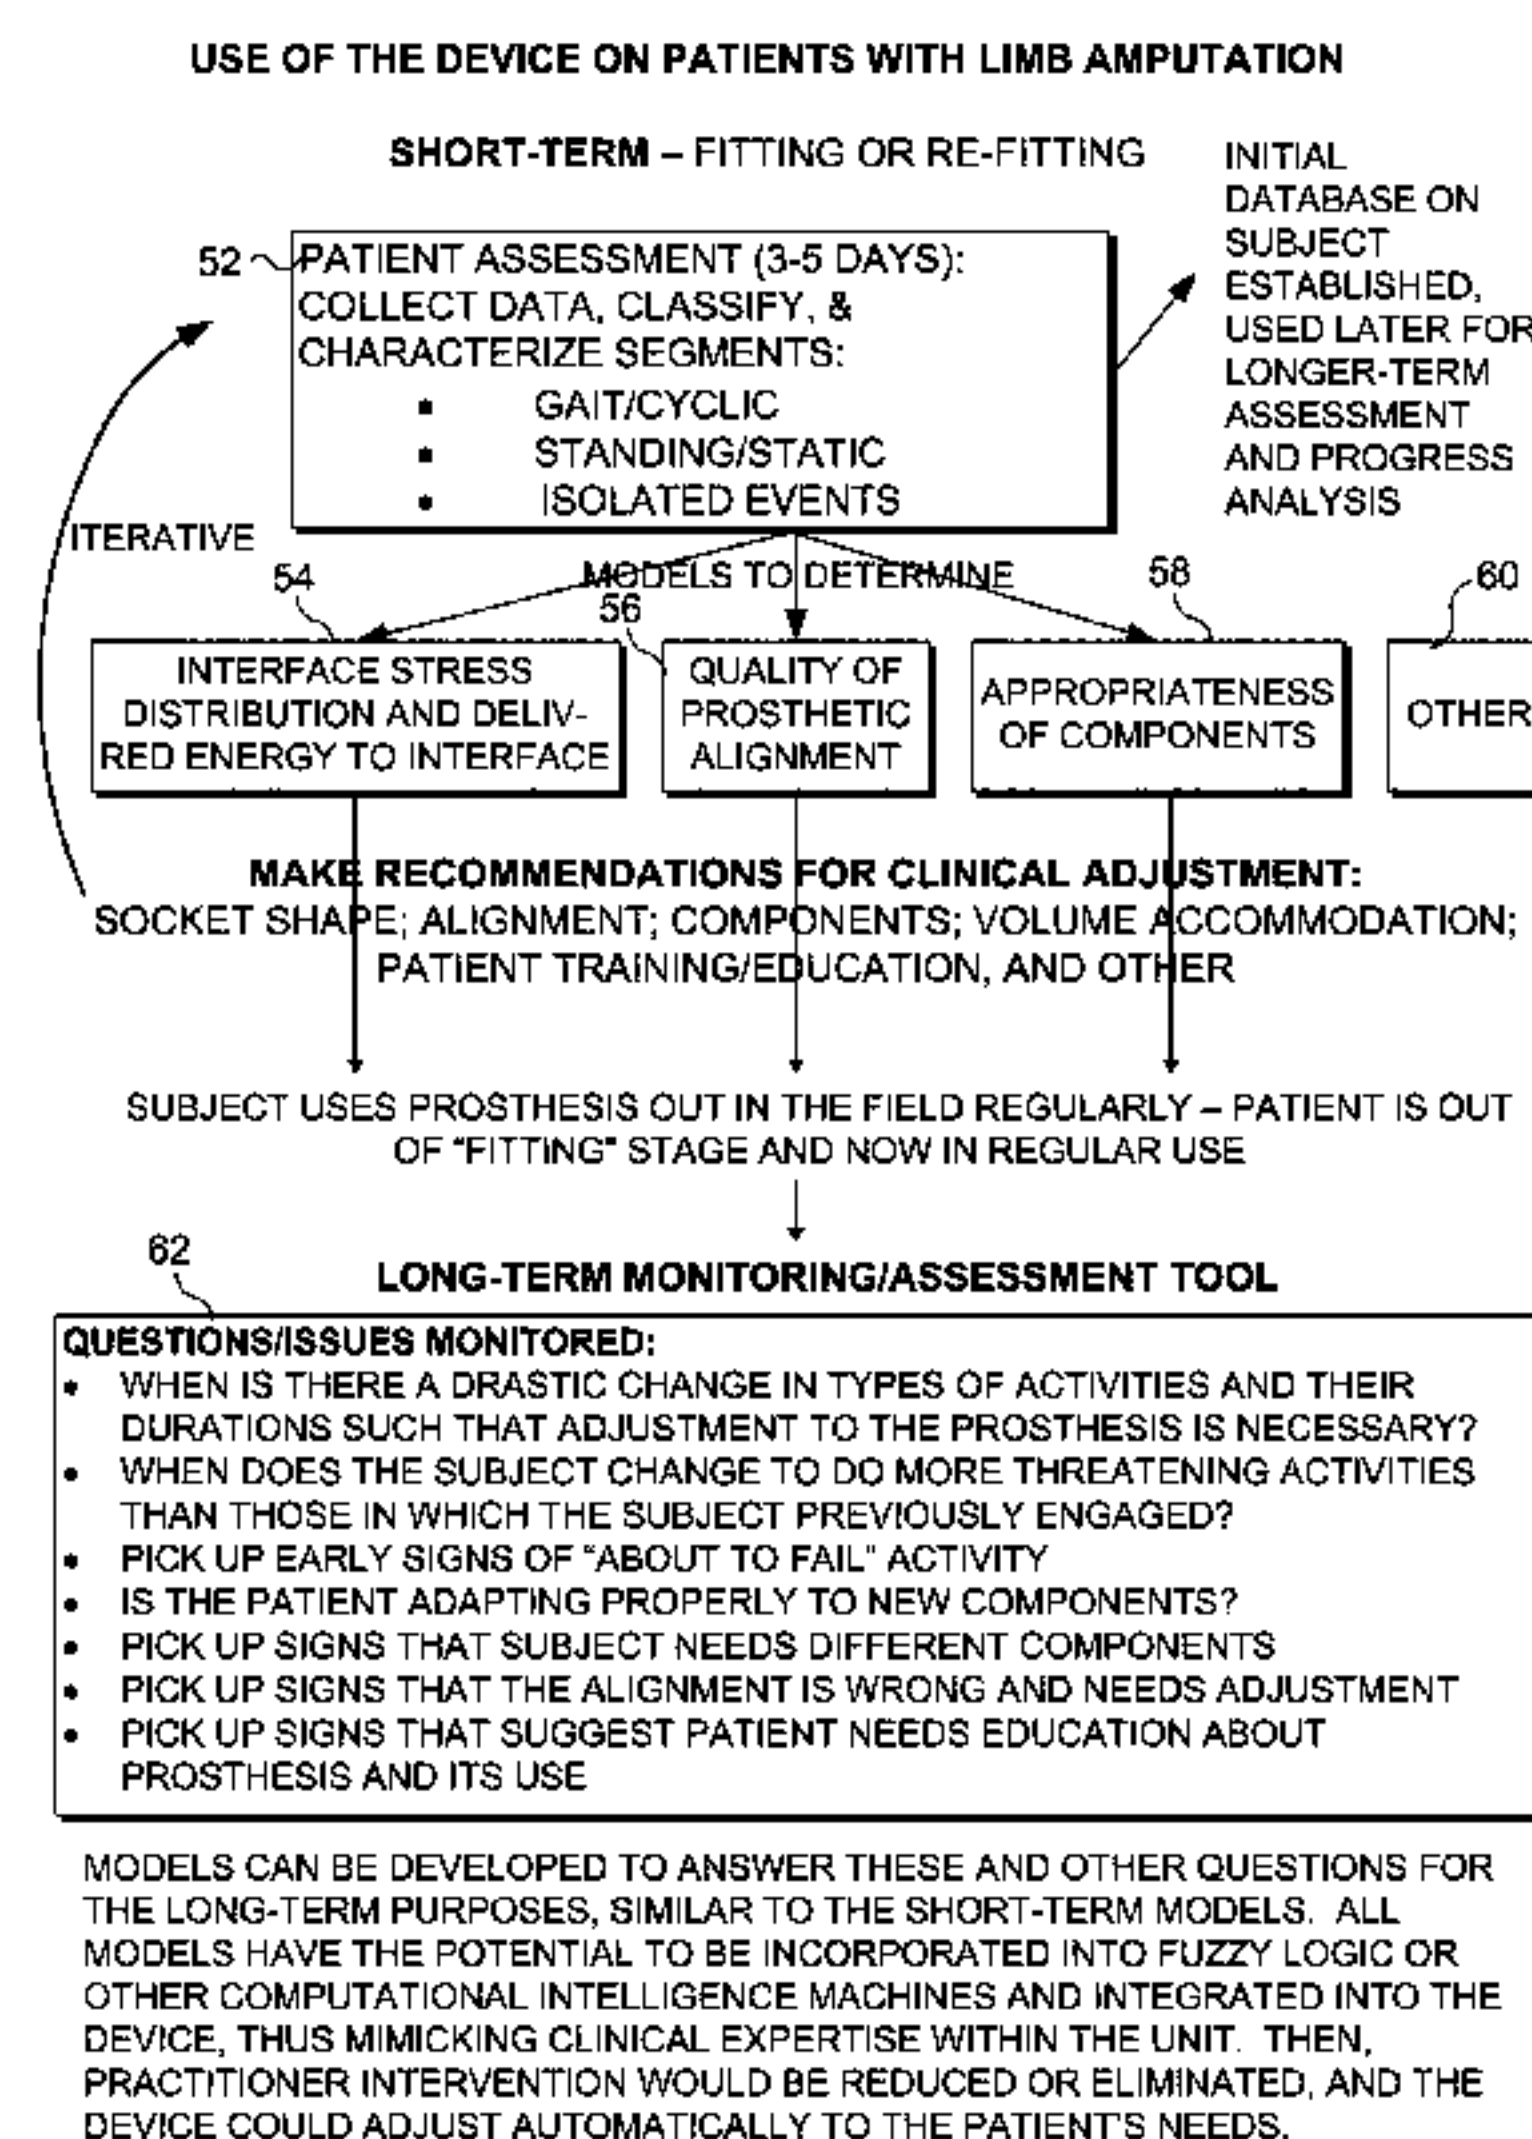 USE OF THE DEVICE ON PATIENTS WITH LIMB AMPUTATION
SHORT-TERM – FITTING OR RE-FITTING
INITIAL
DATABASE ON
SUBJECT
ESTABLISHED,
USED LATER FOR
LONGER-TERM
ASSESSMENT
AND PROGRESS
ANALYSIS
52
PATIENT ASSESSMENT (3-5 DAYS):
COLLECT DATA, CLASSIFY, &
CHARACTERIZE SEGMENTS:
▪ GAIT/CYCLIC
▪ STANDING/STATIC
• ISOLATED EVENTS
ITERATIVE
MODELS TO DETERMINE
54
56
58
60
INTERFACE STRESS
DISTRIBUTION AND DELIV-
RED ENERGY TO INTERFACE
QUALITY OF
PROSTHETIC
ALIGNMENT
APPROPRIATENESS
OF COMPONENTS
OTHER
MAKE RECOMMENDATIONS FOR CLINICAL ADJUSTMENT:
SOCKET SHAPE; ALIGNMENT; COMPONENTS; VOLUME ACCOMMODATION;
PATIENT TRAINING/EDUCATION, AND OTHER
SUBJECT USES PROSTHESIS OUT IN THE FIELD REGULARLY – PATIENT IS OUT
OF "FITTING" STAGE AND NOW IN REGULAR USE
62
LONG-TERM MONITORING/ASSESSMENT TOOL
QUESTIONS/ISSUES MONITORED:
• WHEN IS THERE A DRASTIC CHANGE IN TYPES OF ACTIVITIES AND THEIR
DURATIONS SUCH THAT ADJUSTMENT TO THE PROSTHESIS IS NECESSARY?
• WHEN DOES THE SUBJECT CHANGE TO DO MORE THREATENING ACTIVITIES
THAN THOSE IN WHICH THE SUBJECT PREVIOUSLY ENGAGED?
• PICK UP EARLY SIGNS OF "ABOUT TO FAIL" ACTIVITY
• IS THE PATIENT ADAPTING PROPERLY TO NEW COMPONENTS?
• PICK UP SIGNS THAT SUBJECT NEEDS DIFFERENT COMPONENTS
• PICK UP SIGNS THAT THE ALIGNMENT IS WRONG AND NEEDS ADJUSTMENT
• PICK UP SIGNS THAT SUGGEST PATIENT NEEDS EDUCATION ABOUT
PROSTHESIS AND ITS USE
MODELS CAN BE DEVELOPED TO ANSWER THESE AND OTHER QUESTIONS FOR
THE LONG-TERM PURPOSES, SIMILAR TO THE SHORT-TERM MODELS. ALL
MODELS HAVE THE POTENTIAL TO BE INCORPORATED INTO FUZZY LOGIC OR
OTHER COMPUTATIONAL INTELLIGENCE MACHINES AND INTEGRATED INTO THE
DEVICE, THUS MIMICKING CLINICAL EXPERTISE WITHIN THE UNIT. THEN,
PRACTITIONER INTERVENTION WOULD BE REDUCED OR ELIMINATED, AND THE
DEVICE COULD ADJUST AUTOMATICALLY TO THE PATIENT'S NEEDS.